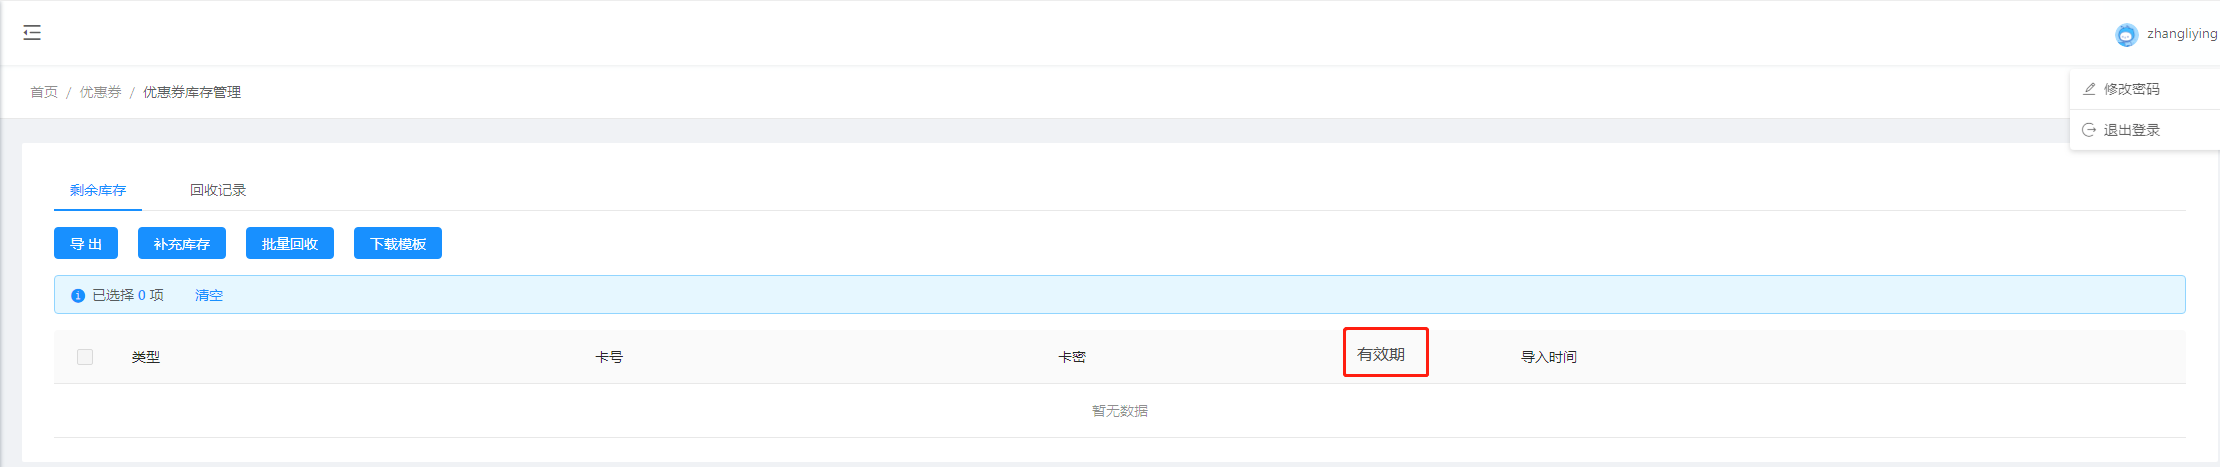 zhangliying
首页 / 优惠券 / 优惠券库存管理
修改密码
退出登录
剩余库存 回收记录
导 出 补充库存 批量回收 下载模板
已选择 0 项 清空
类型 卡号 卡密 有效期 导入时间
暂无数据